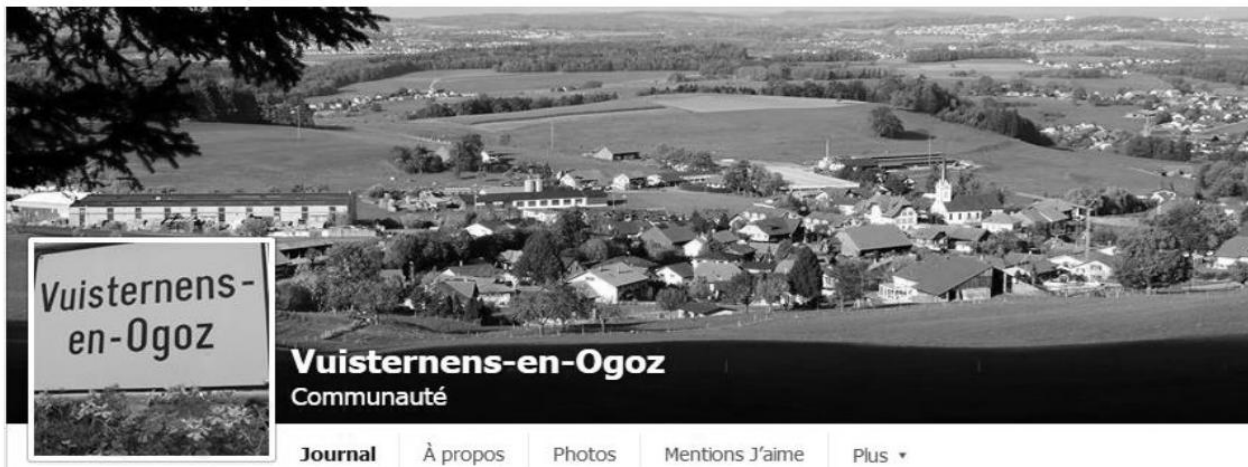 Vuisternens-
en-Ogoz
Vuisternens-en-Ogoz
Communauté
Journal À propos Photos Mentions J'aime Plus